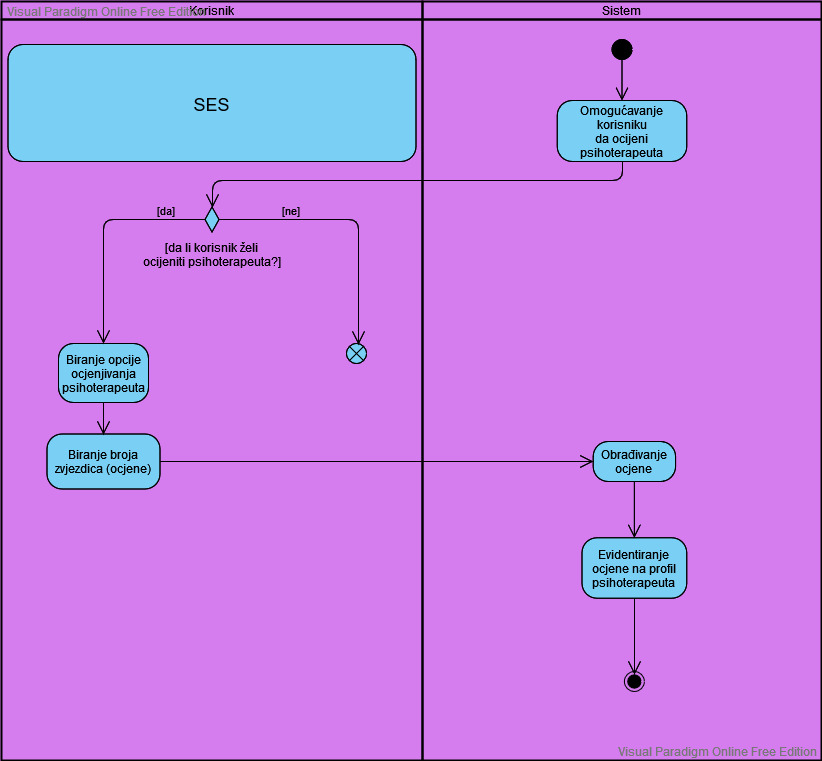 Visual Paradigm Online Free Edition
Korisnik
Sistem
SES
Omogućavanje
korisniku
da ocijeni
psihoterapeuta
[da]
[ne]
[da li korisnik želi
ocijeniti psihoterapeuta?]
Biranje opcije
ocjenjivanja
psihoterapeuta
Biranje broja
zvjezdica (ocjene)
Obrađivanje
ocjene
Evidentiranje
ocjene na profil
psihoterapeuta
Visual Paradigm Online Free Edition